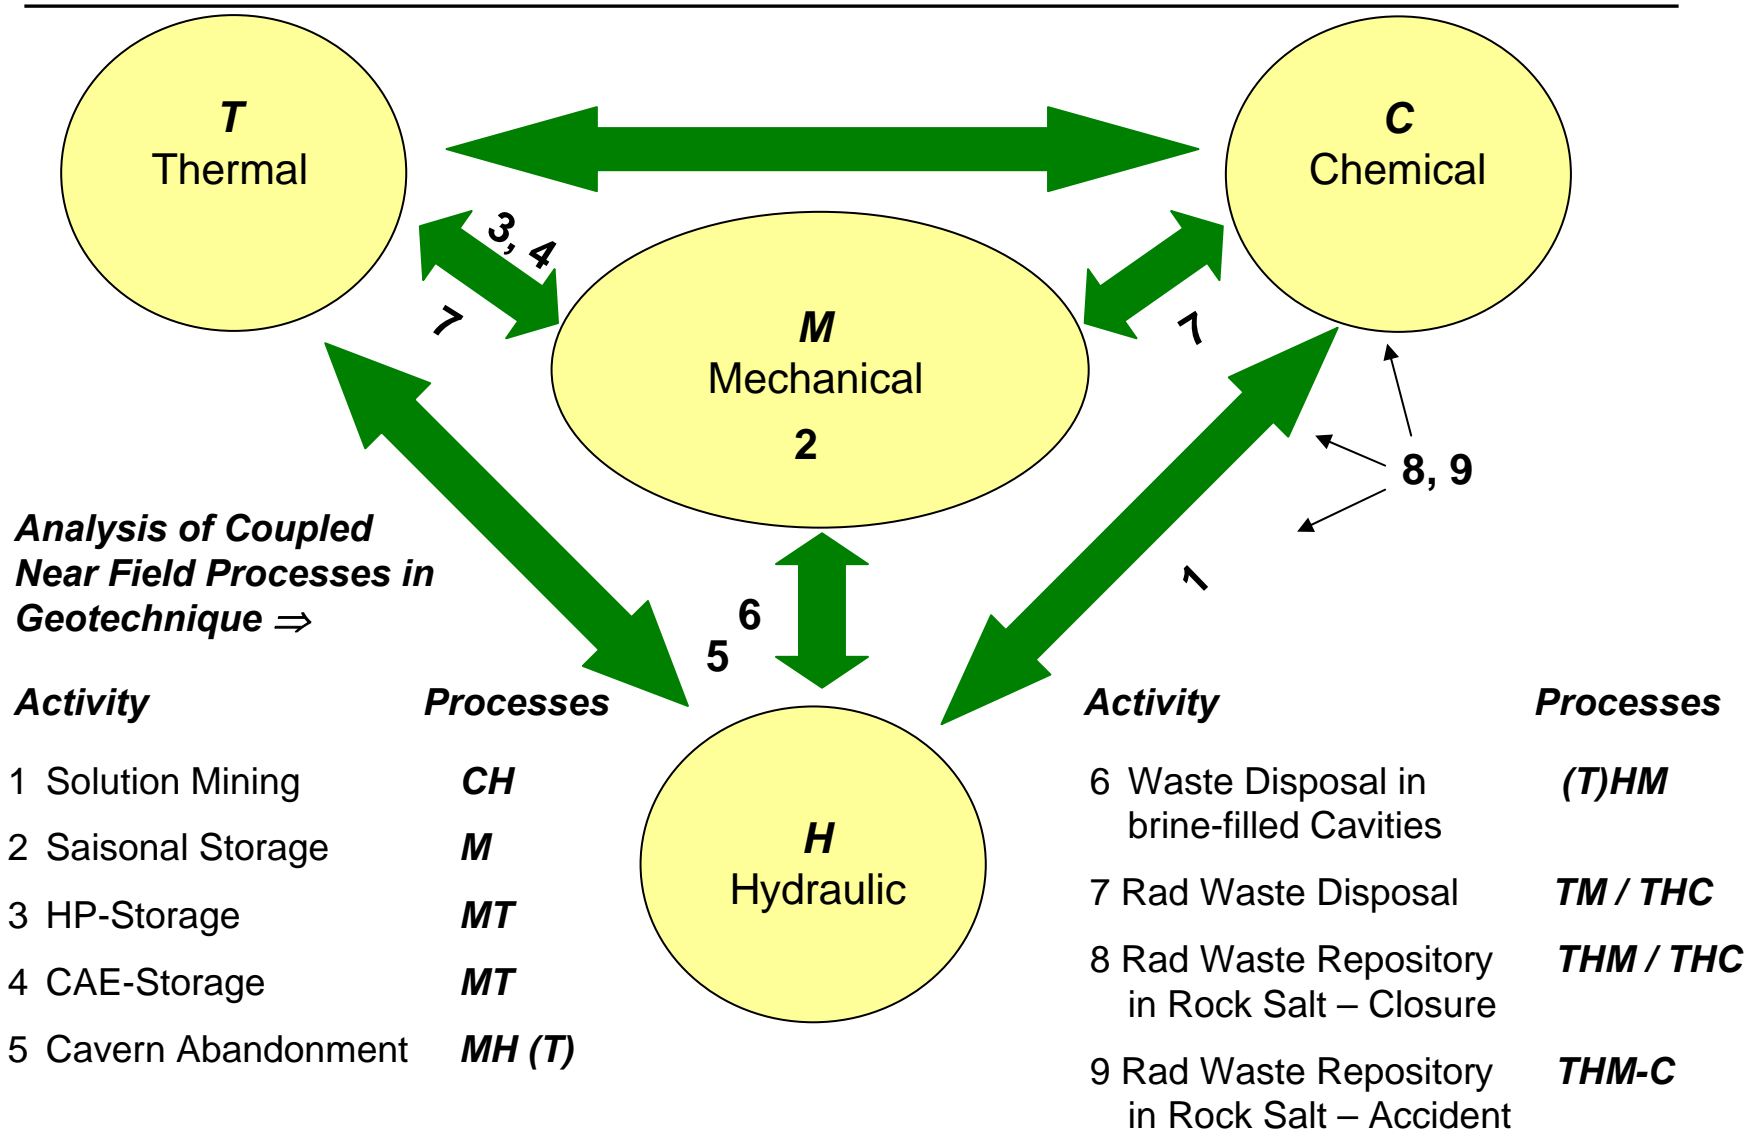 T
Thermal
C
Chemical
3, 4
7
M
Mechanical
2
7
8, 9
1
Analysis of Coupled
Near Field Processes in
Geotechnique ⇒
6
5
H
Hydraulic
Activity Processes
1 Solution Mining CH
2 Saisonal Storage M
3 HP-Storage MT
4 CAE-Storage MT
5 Cavern Abandonment MH (T)
Activity Processes
6 Waste Disposal in (T)HM
brine-filled Cavities
7 Rad Waste Disposal TM / THC
8 Rad Waste Repository THM / THC
in Rock Salt – Closure
9 Rad Waste Repository THM-C
in Rock Salt – Accident